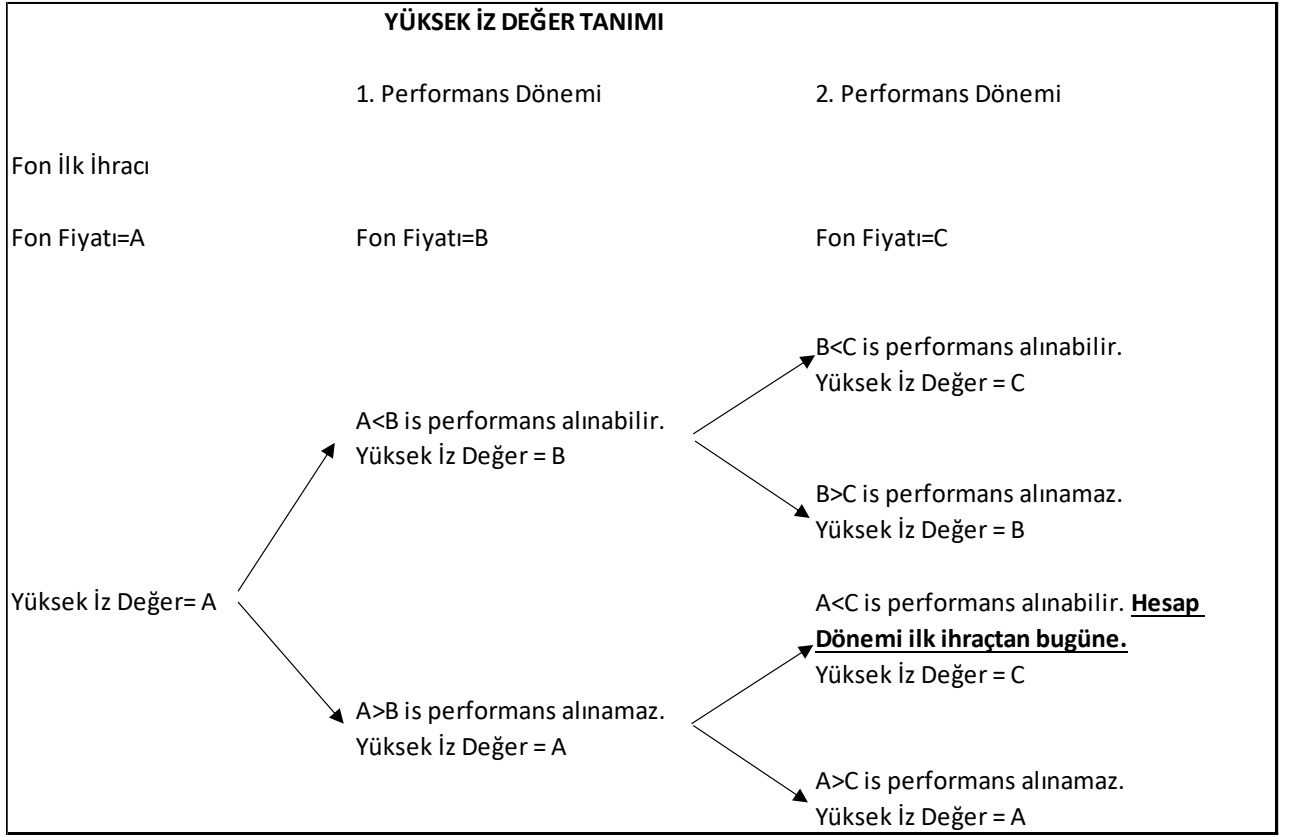 YÜKSEK İZ DEĞER TANIMI
1. Performans Dönemi
2. Performans Dönemi
Fon İlk İhracı
Fon Fiyatı=A
Fon Fiyatı=B
Fon Fiyatı=C
B<C is performans alınabilir.
Yüksek İz Değer = C
A<B is performans alınabilir.
Yüksek İz Değer = B
B>C is performans alınamaz.
Yüksek İz Değer = B
Yüksek İz Değer= A
A<C is performans alınabilir. Hesap
Dönemi ilk ihraçtan bugüne.
Yüksek İz Değer = C
A>B is performans alınamaz.
Yüksek İz Değer = A
A>C is performans alınamaz.
Yüksek İz Değer = A